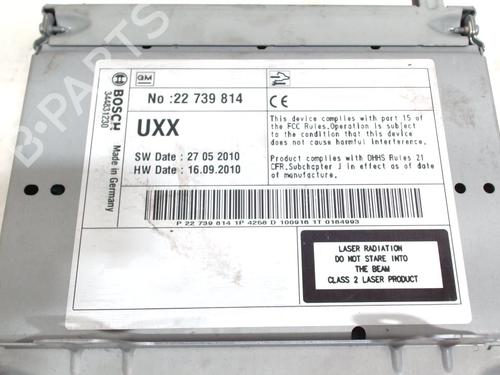 BOSCH
344831230
Made in Germany
GM
No :22 739 814
UXX
SW Date : 27 05 2010
HW Date : 16.09.2010
CE
This device complies with part 15 of
the FCC Rules.Operation is subject
to the condition that this device
does not cause harmful interference.
Product complies with DHHS Rules 21
CFR,Subchapter J in effect as of date
of manufacture.
P 22 739 814 1P 4256 D 100916 1T 0184993
LASER RADIATION
DO NOT STARE INTO
THE BEAM
CLASS 2 LASER PRODUCT
B-PARTS